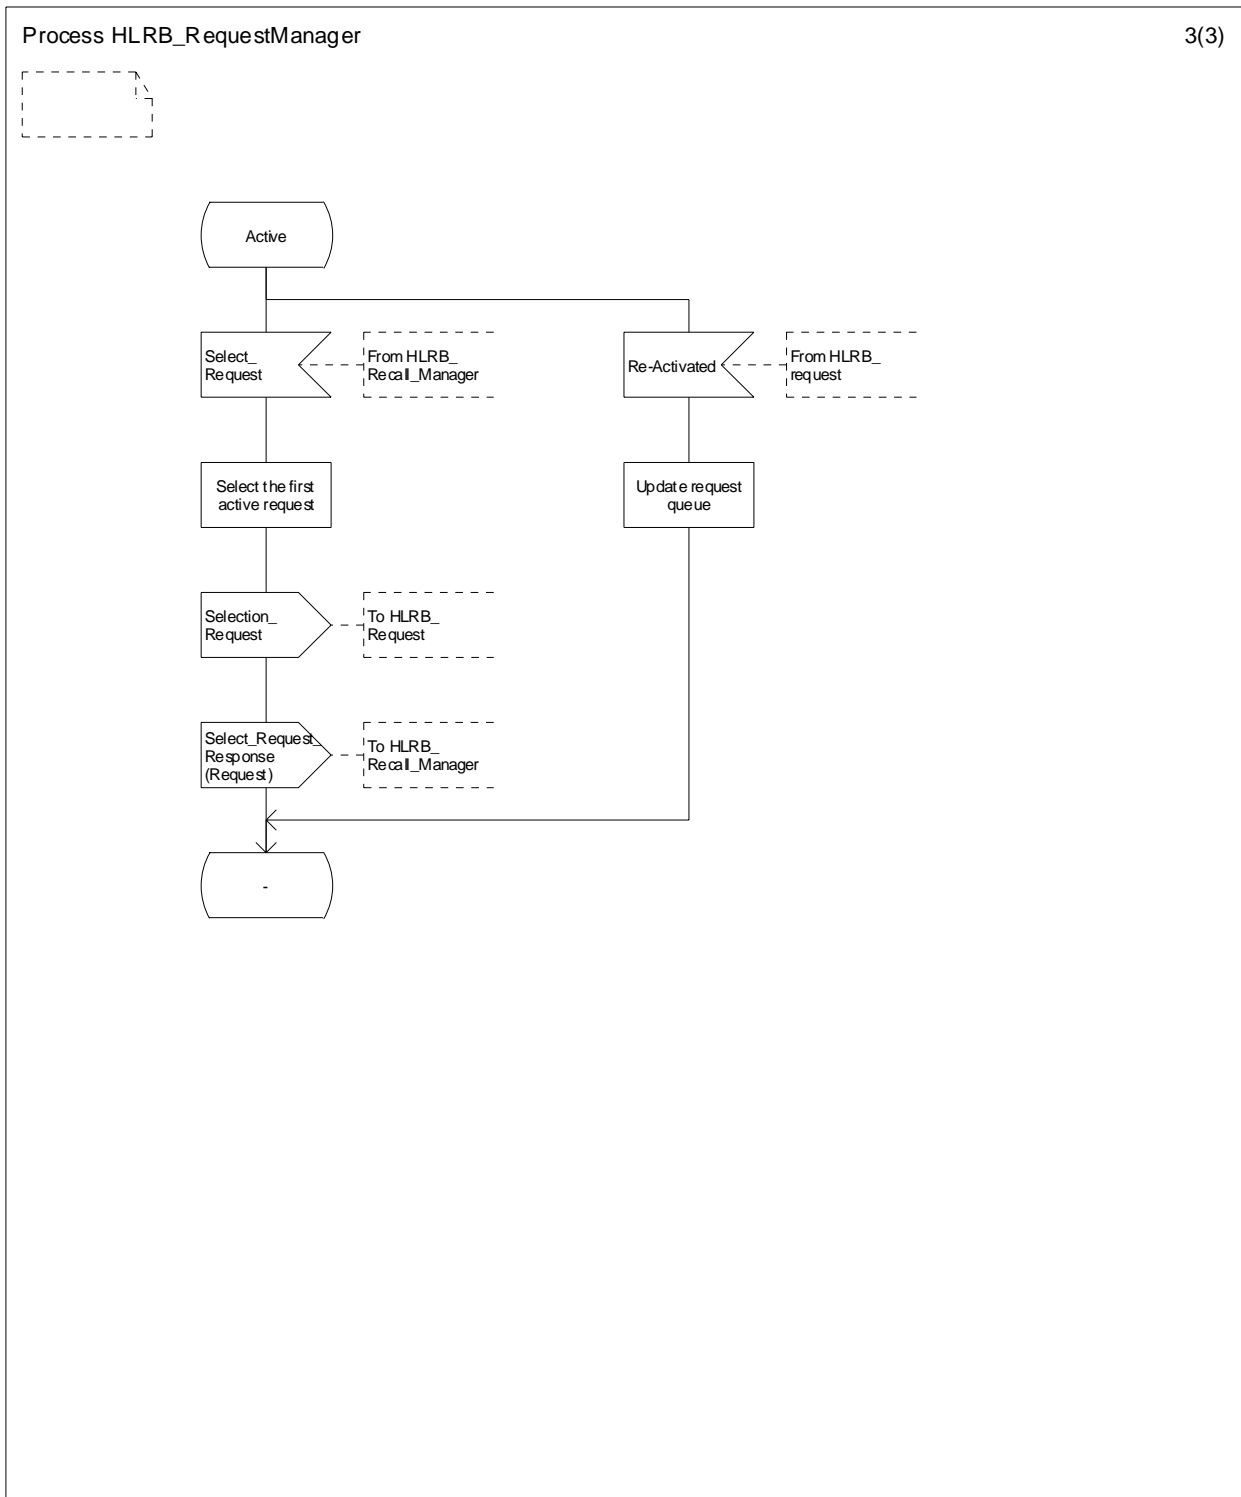 Process HLRB_RequestManager
3(3)
Active
Select_
Request
From HLRB_
Recall_Manager
Re-Activated
From HLRB_
request
Select the first
active request
Update request
queue
Selection_
Request
To HLRB_
Request
Select_Request_
Response
(Request)
To HLRB_
Recall_Manager
-